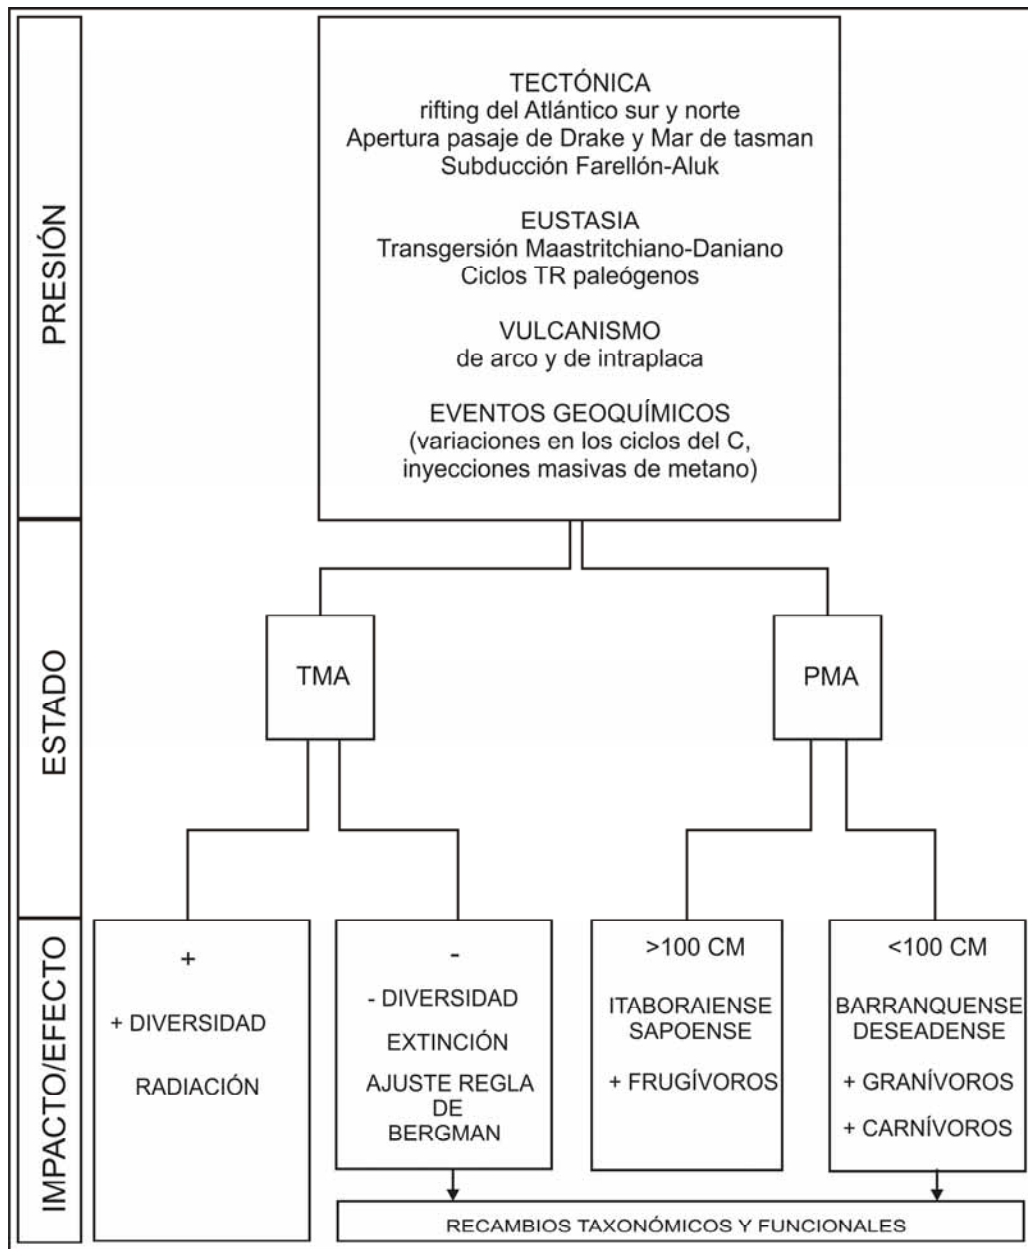 PRESIÓN
TECTÓNICA
rifting del Atlántico sur y norte
Apertura pasaje de Drake y Mar de tasman
Subducción Farellón-Aluk
EUSTASIA
Transgersión Maastritchiano-Daniano
Ciclos TR paleógenos
VULCANISMO
de arco y de intraplaca
EVENTOS GEOQUÍMICOS
(variaciones en los ciclos del C,
inyecciones masivas de metano)
ESTADO
TMA
PMA
IMPACTO/EFECTO
+
+ DIVERSIDAD
RADIACIÓN
-
- DIVERSIDAD
EXTINCIÓN
AJUSTE REGLA
DE
BERGMAN
>100 CM
ITABORAIENSE
SAPOENSE
+ FRUGÍVOROS
<100 CM
BARRANQUENSE
DESEADENSE
+ GRANÍVOROS
+ CARNÍVOROS
RECAMBIOS TAXONÓMICOS Y FUNCIONALES